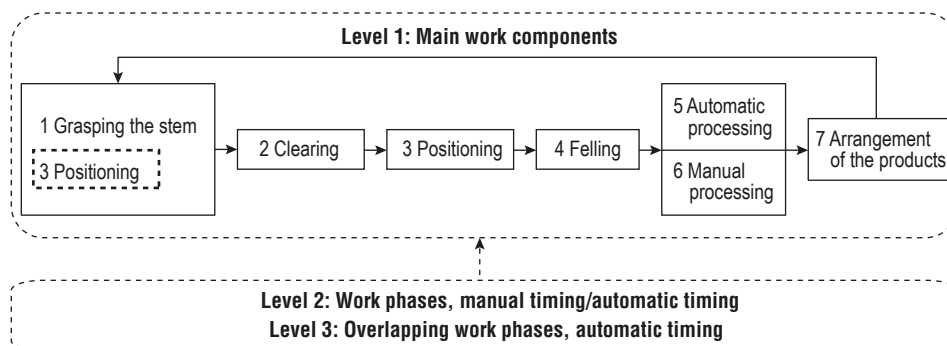 Level 1: Main work components
1 Grasping the stem
3 Positioning
2 Clearing
3 Positioning
4 Felling
5 Automatic
processing
6 Manual
processing
7 Arrangement
of the products
Level 2: Work phases, manual timing/automatic timing
Level 3: Overlapping work phases, automatic timing